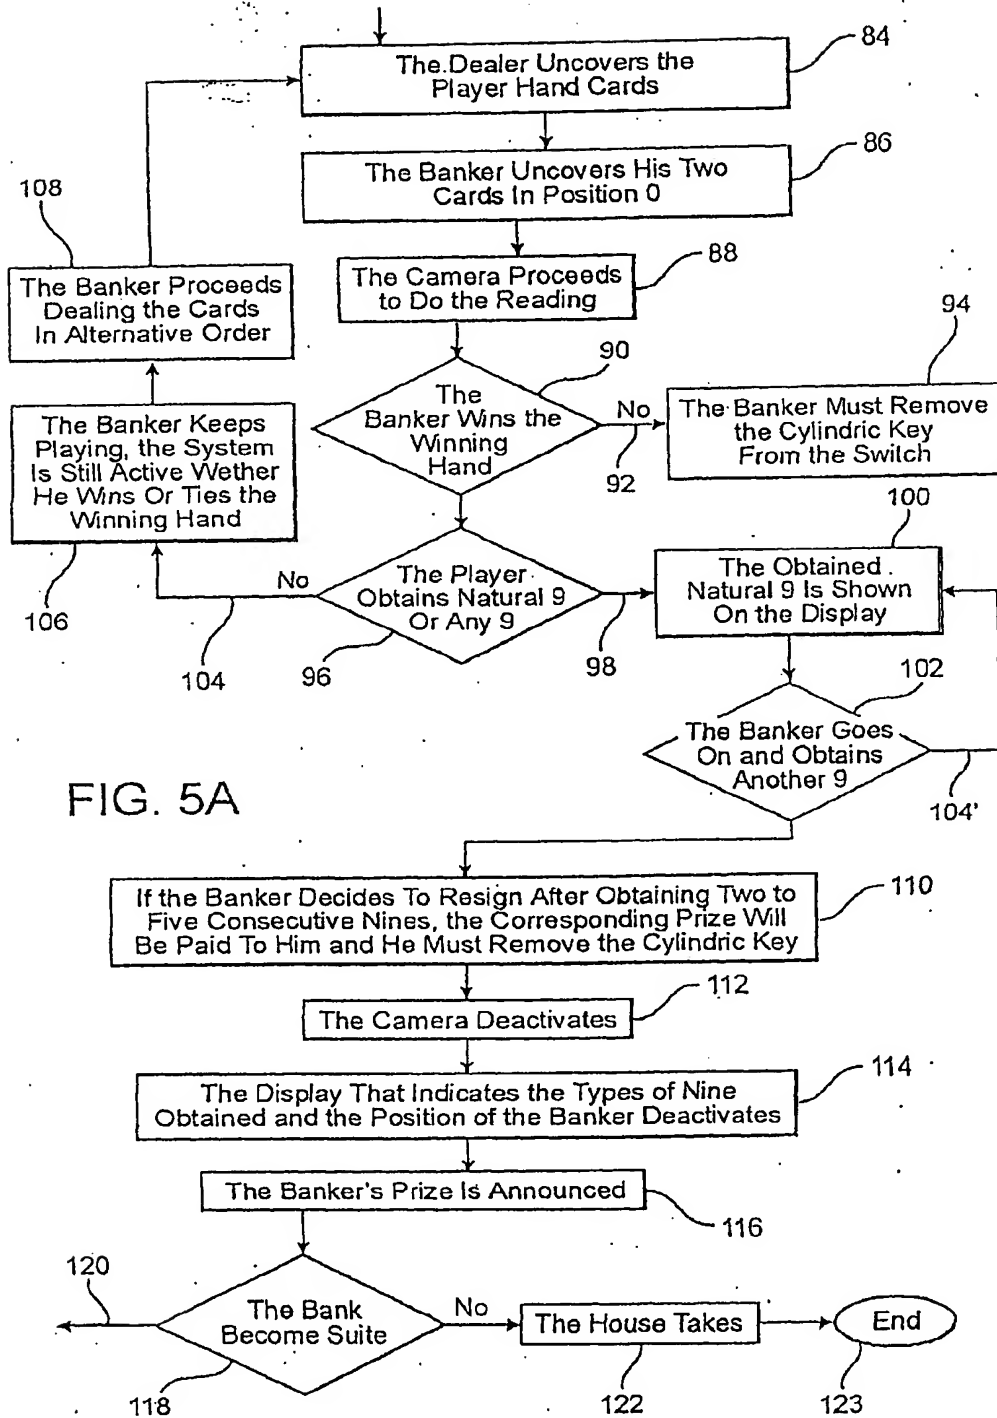 84
The Dealer Uncovers the
Player Hand Cards
86
The Banker Uncovers His Two
Cards In Position 0
108
88
The Banker Proceeds
Dealing the Cards
In Alternative Order
The Camera Proceeds
to Do the Reading
90
94
The
Banker Wins the
Winning
Hand
No
92
The Banker Must Remove
the Cylindric Key
From the Switch
The Banker Keeps
Playing, the System
Is Still Active Wether
He Wins Or Ties the
Winning Hand
106
100
No
104
The Player
Obtains Natural 9
Or Any 9
96
98
The Obtained
Natural 9 Is Shown
On the Display
102
The Banker Goes
On and Obtains
Another 9
104'
FIG. 5A
If the Banker Decides To Resign After Obtaining Two to
Five Consecutive Nines, the Corresponding Prize Will
Be Paid To Him and He Must Remove the Cylindric Key
110
112
The Camera Deactivates
114
The Display That Indicates the Types of Nine
Obtained and the Position of the Banker Deactivates
The Banker's Prize Is Announced
116
120
The Bank
Become Suite
118
No
The House Takes
122
End
123